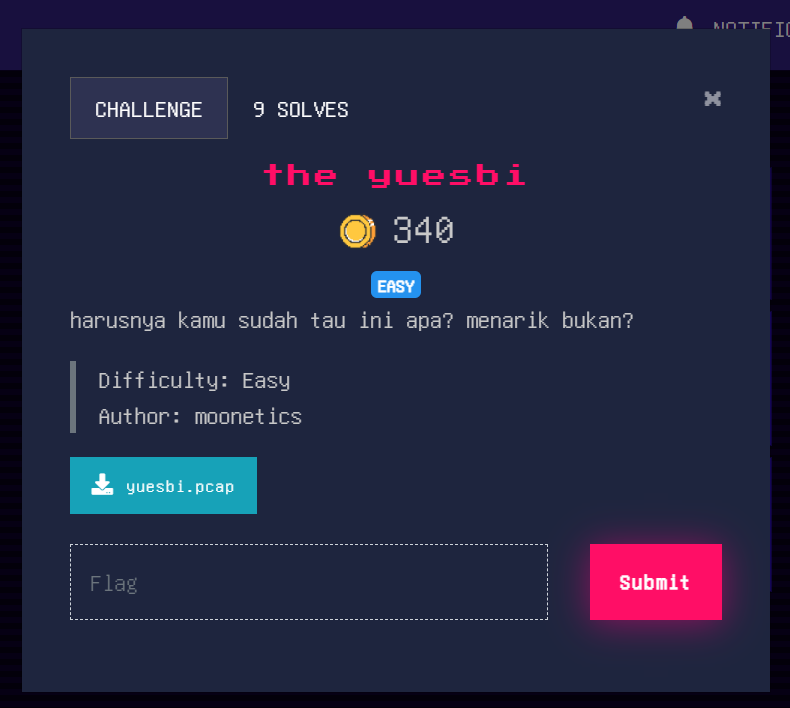 NOTIFIC
CHALLENGE
9 SOLVES
the yuesbi
340
EASY
harusnya kamu sudah tau ini apa? menarik bukan?
Difficulty: Easy
Author: moonetics
yuesbi.pcap
Flag
Submit